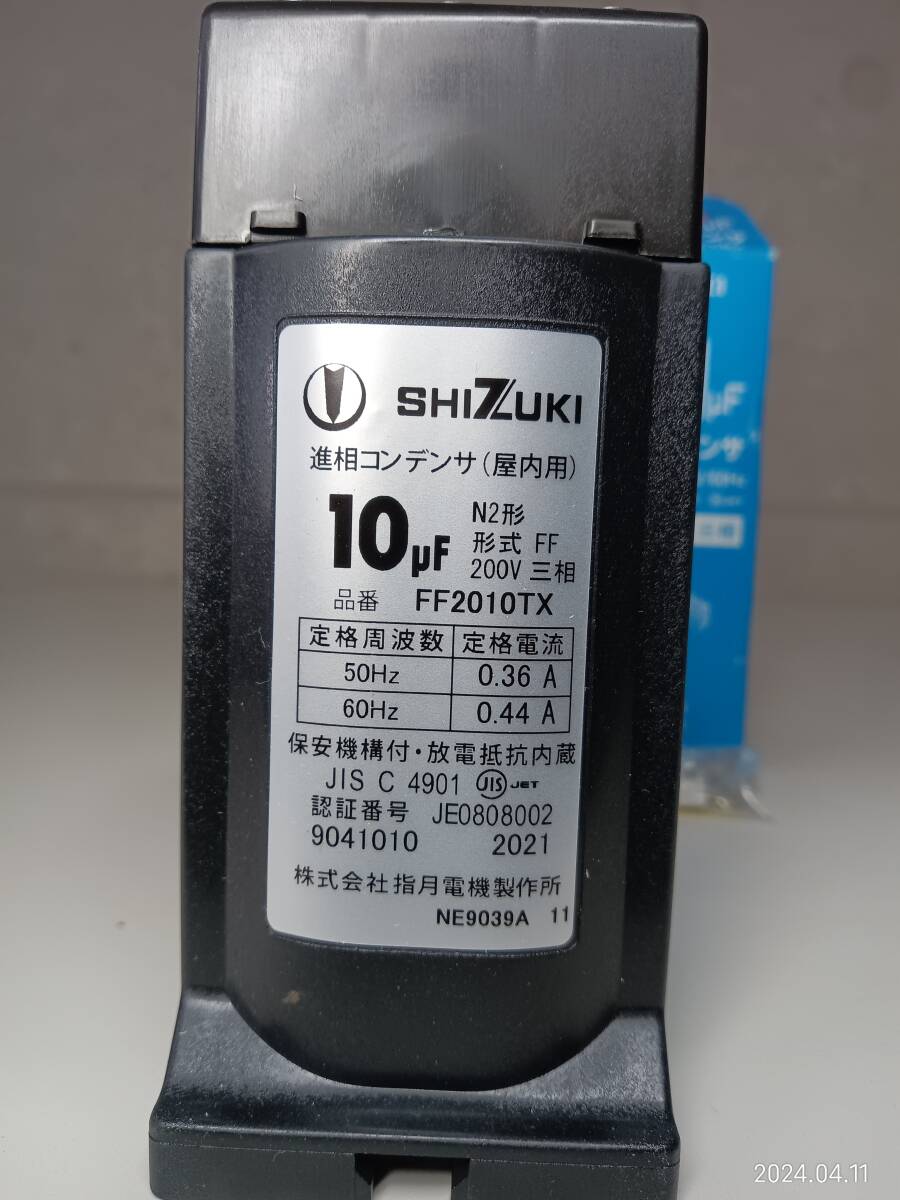 SHIZUKI
進相コンデンサ(屋内用)
10μF
N2形
形式 FF
200V 三相
品番 FF2010TX
定格周波数 定格電流
50Hz 0.36 A
60Hz 0.44 A
保安機構付・放電抵抗内蔵
JIS C 4901 JIS JET
認証番号 JE0808002
9041010 2021
株式会社指月電機製作所
NE9039A 11
μF
ンサ
2024.04.11